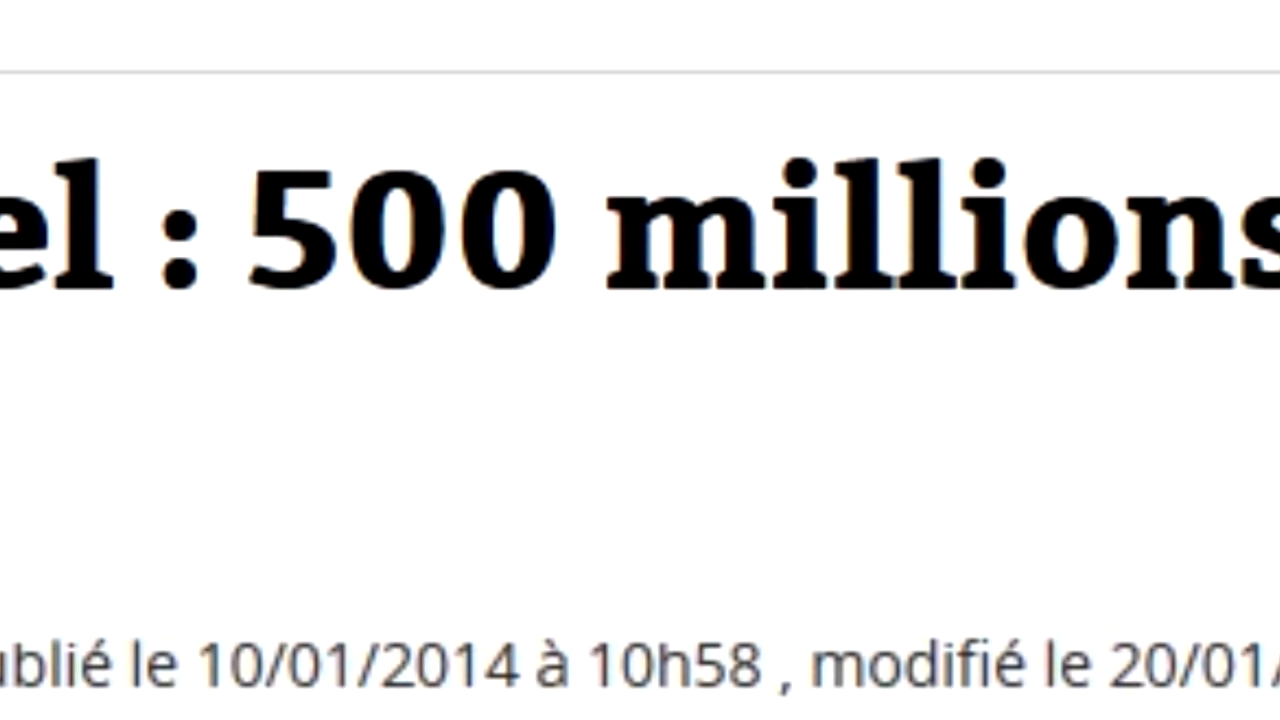 el : 500 millions
ublié le 10/01/2014 à 10h58 , modifié le 20/01/